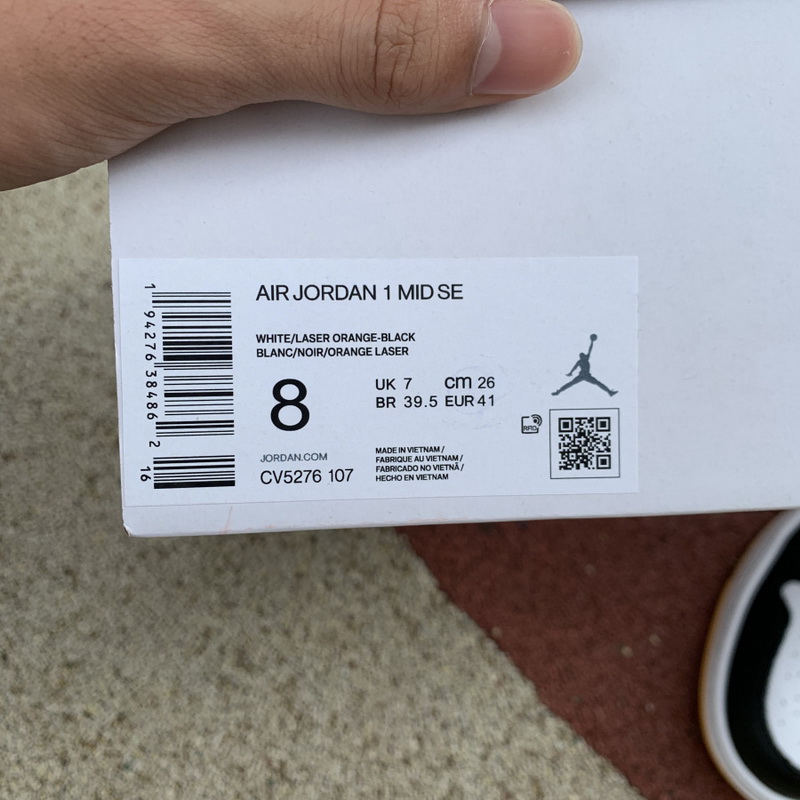 AIR JORDAN 1 MID SE
WHITE/LASER ORANGE-BLACK
BLANC/NOIR/ORANGE LASER
8
UK 7 cm 26
BR 39.5 EUR 41
JORDAN.COM
CV5276 107
MADE IN VIETNAM /
FABRIQUE AU VIETNAM /
FABRICADO NO VIETNÃ /
HECHO EN VIETNAM
RFID
1 94276 38486 2
16